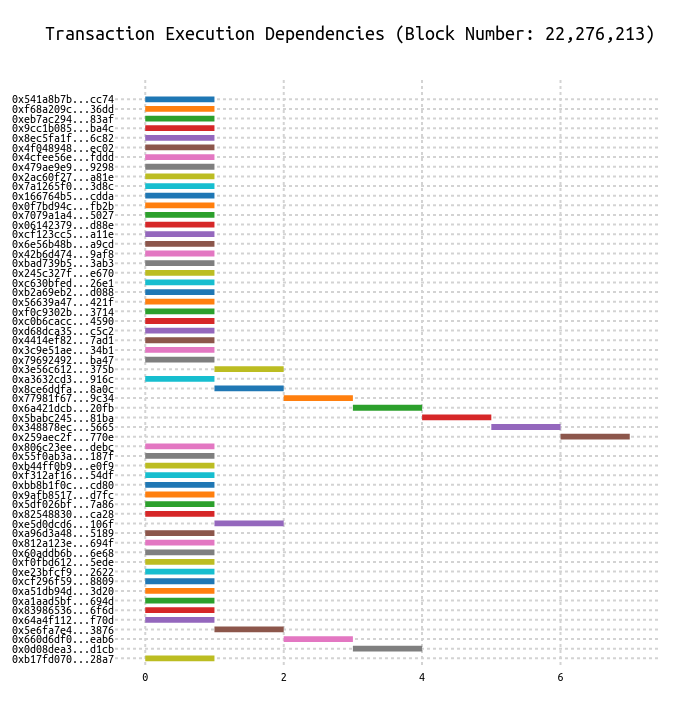 Transaction Execution Dependencies (Block Number: 22,276,213)
0x541a8b7b...cc74
0xf68a209c...36dd
0xeb7ac294...83af
0x9cc1b085...ba4c
0x8ec5fa1f...6c82
0x4f048948...ec02
0x4cfee56e...fddd
0x479ae9e9...9298
0x2ac60f27...a81e
0x7a1265f0...3d8c
0x166764b5...cdda
0x0f7bd94c...fb2b
0x7079a1a4...5027
0x06142379...d88e
0xcf123cc5...a11e
0x6e56b48b...a9cd
0x42b6d474...9af8
0xbad739b5...3ab3
0x245c327f...e670
0xc630bfed...26e1
0xb2a69eb2...d088
0x56639a47...421f
0xf0c9302b...3714
0xc0b6cacc...4590
0xd68dca35...c5c2
0x4414ef82...7ad1
0x3c9e51ae...34b1
0x79692492...ba47
0x3e56c612...375b
0xa3632cd3...916c
0x8ce6ddfa...8a0c
0x77981f67...9c34
0x6a421dcb...20fb
0x5babc245...81ba
0x348878ec...5665
0x259aec2f...770e
0x806c23ee...debc
0x55f0ab3a...187f
0xb44ff0b9...e0f9
0xf312af16...54df
0xbb8b1f0c...cd80
0x9afb8517...d7fc
0x5df026bf...7a86
0x82548830...ca28
0xe5d0dcd6...106f
0xa96d3a48...5189
0x812a123e...694f
0x60addb6b...6e68
0xf0fbd612...5ede
0xe23bfcf9...2622
0xcf296f59...8809
0xa51db94d...3d20
0xa1aad5bf...694d
0x83986536...6f6d
0x64a4f112...f70d
0x5e6fa7e4...3876
0x660d6df0...eab6
0x0d08dea3...d1cb
0xb17fd070...28a7
0 2 4 6